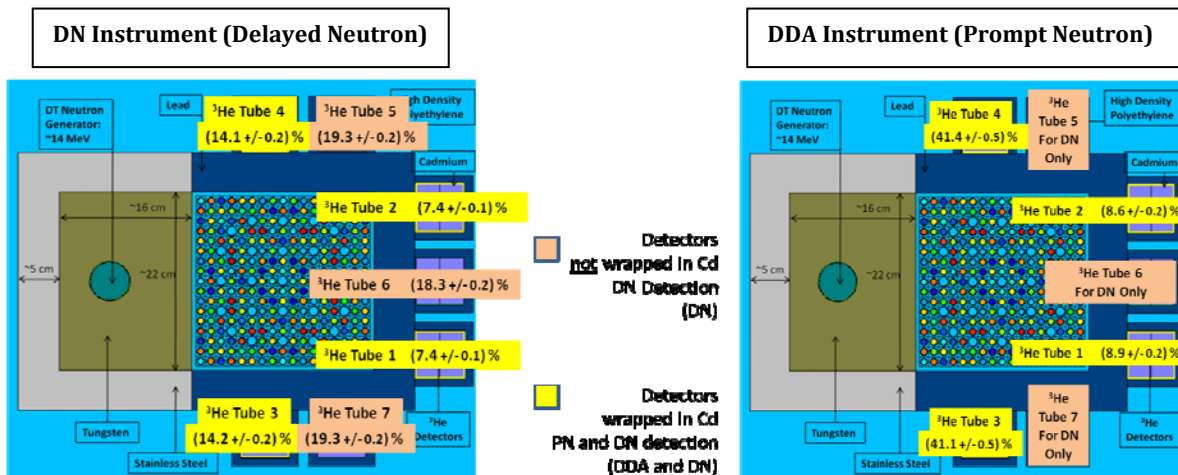 DN Instrument (Delayed Neutron)
DT Neutron
Generator:
~14 MeV
Lead
³He Tube 4
(14.1 +/-0.2) %
³He Tube 5
(19.3 +/-0.2) %
High Density
Polyethylene
Cadmium
~16 cm
³He Tube 2 (7.4 +/-0.1) %
~5 cm
~22 cm
³He Tube 6 (18.3 +/-0.2) %
³He Tube 1 (7.4 +/-0.1) %
³He Tube 3
(14.2 +/-0.2) %
³He Tube 7
(19.3 +/-0.2) %
³He
Detectors
Tungsten
Stainless Steel
Detectors
not wrapped in Cd
DN Detection
(DN)
Detectors
wrapped in Cd
PN and DN detection
(DDA and DN)
DDA Instrument (Prompt Neutron)
DT Neutron
Generator:
~14 MeV
Lead
³He Tube 4
(41.4 +/-0.5) %
³He
Tube 5
For DN
Only
High Density
Polyethylene
Cadmium
~16 cm
³He Tube 2 (8.6 +/-0.2) %
~5 cm
~22 cm
³He Tube 6
For DN Only
³He Tube 1 (8.9 +/-0.2) %
³He Tube 3
(41.1 +/-0.5) %
³He
Tube 7
For DN
Only
³He
Detectors
Tungsten
Stainless Steel